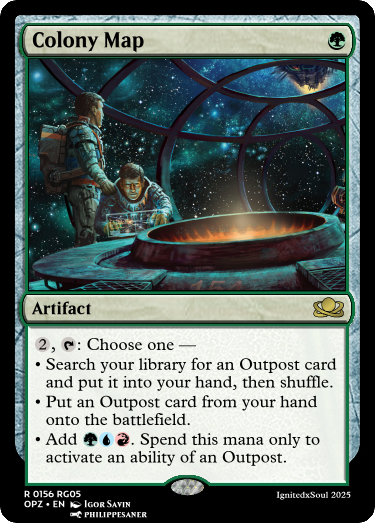 Colony Map
Artifact
2, : Choose one —
• Search your library for an Outpost card
and put it into your hand, then shuffle.
• Put an Outpost card from your hand
onto the battlefield.
• Add . Spend this mana only to
activate an ability of an Outpost.
R 0156 RG05
OPZ • EN Igor Savin
philippesaner
IgnitedxSoul 2025